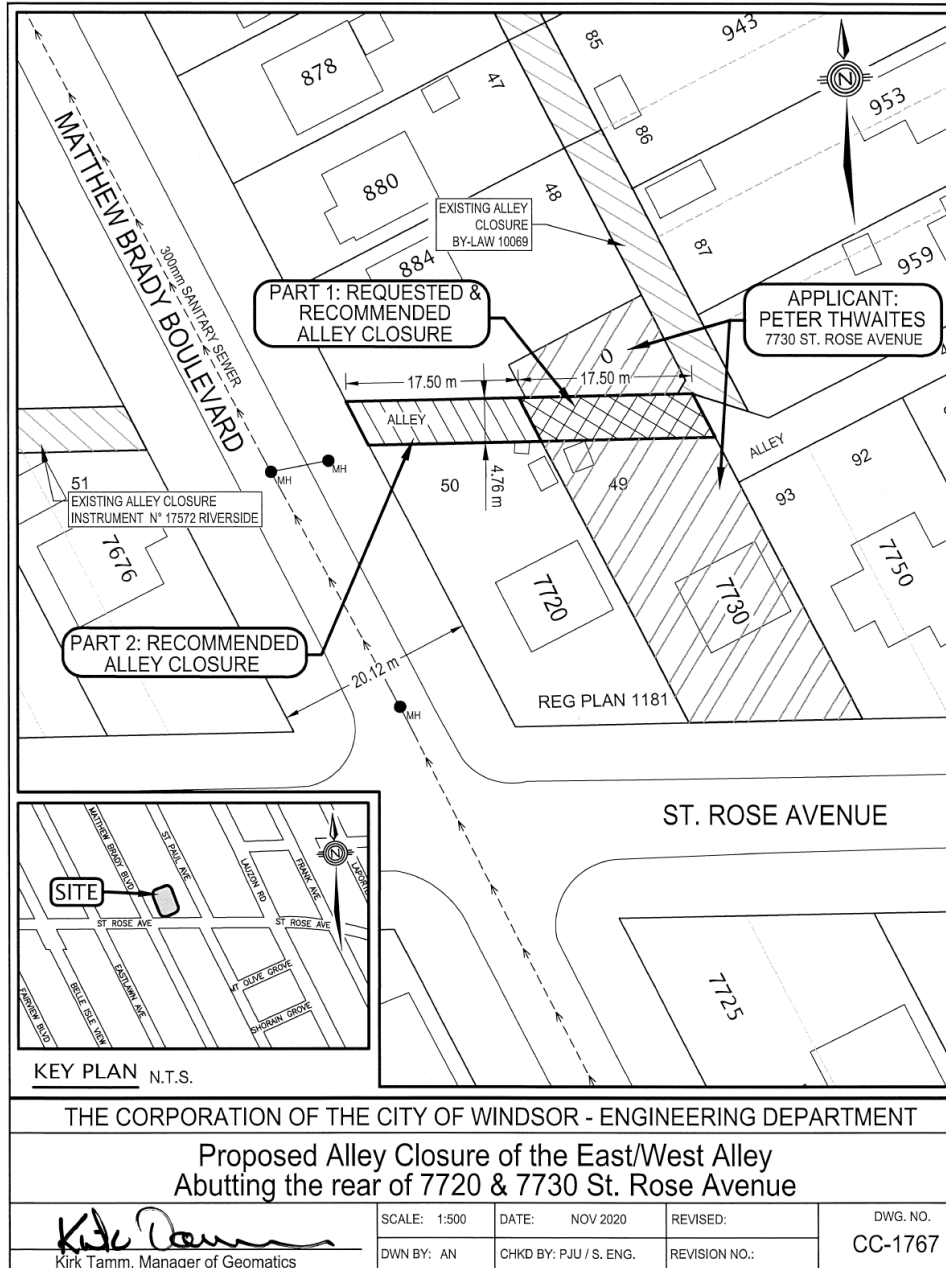 943
85
47
878
953
N
86
MATTHEW BRADY BOULEVARD
880
48
EXISTING ALLEY
CLOSURE
BY-LAW 10069
87
300mm SANITARY SEWER
884
959
PART 1: REQUESTED &
RECOMMENDED
ALLEY CLOSURE
APPLICANT:
PETER THWAITES
7730 ST. ROSE AVENUE
0
17.50 m
17.50 m
ALLEY
ALLEY
MH
MH
4.76 m
92
51
50
49
93
EXISTING ALLEY CLOSURE
INSTRUMENT N° 17572 RIVERSIDE
7676
7720
7730
7750
PART 2: RECOMMENDED
ALLEY CLOSURE
20.12 m
REG PLAN 1181
MH
ST. ROSE AVENUE
MATTHEW BRADY BLVD
ST PAUL AVE
LAUZON RD
FRANK AVE
N
SITE
ST ROSE AVE
ST ROSE AVE
FAIRVIEW BLVD
BELLE ISLE VIEW
EASTLAWN AVE
MT OLIVE GROVE
SHORAIN GROVE
7725
KEY PLAN N.T.S.
THE CORPORATION OF THE CITY OF WINDSOR - ENGINEERING DEPARTMENT
Proposed Alley Closure of the East/West Alley
Abutting the rear of 7720 & 7730 St. Rose Avenue
Kirk Tamm, Manager of Geomatics
SCALE: 1:500
DATE: NOV 2020
REVISED:
DWG. NO.
CC-1767
DWN BY: AN
CHKD BY: PJU / S. ENG.
REVISION NO.: